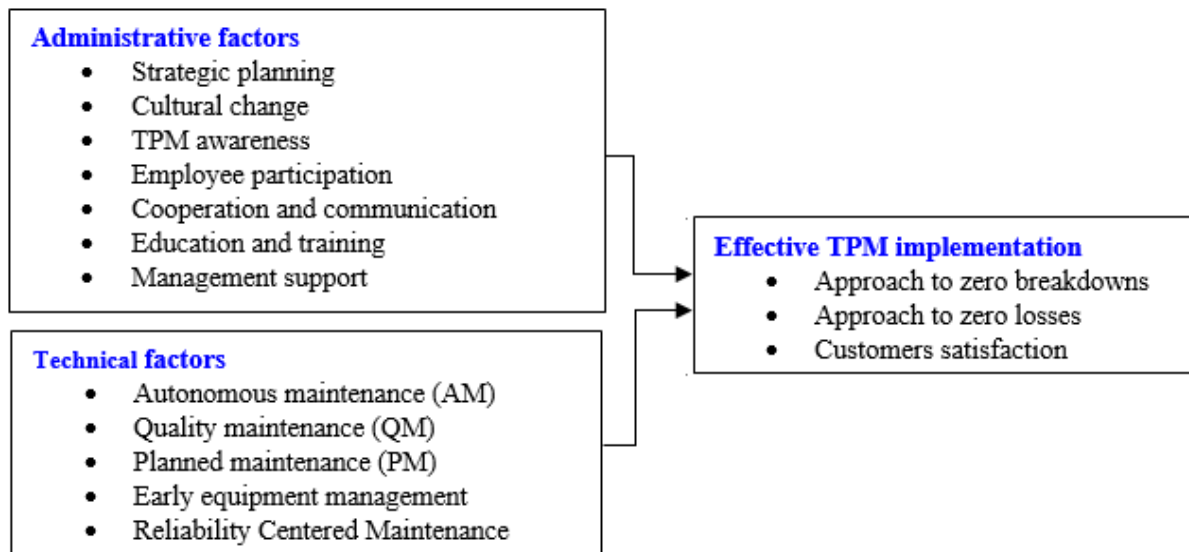 Administrative factors
• Strategic planning
• Cultural change
• TPM awareness
• Employee participation
• Cooperation and communication
• Education and training
• Management support
Effective TPM implementation
• Approach to zero breakdowns
• Approach to zero losses
• Customers satisfaction
Technical factors
• Autonomous maintenance (AM)
• Quality maintenance (QM)
• Planned maintenance (PM)
• Early equipment management
• Reliability Centered Maintenance